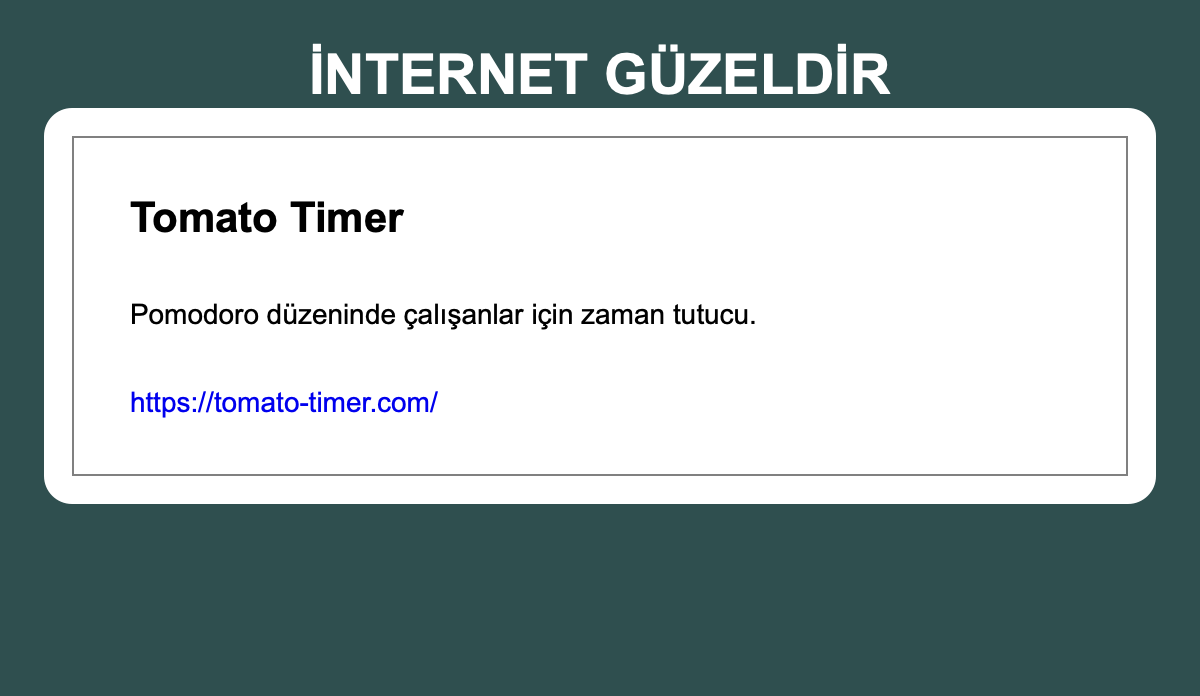 İNTERNET GÜZELDİR
Tomato Timer
Pomodoro düzeninde çalışanlar için zaman tutucu.
https://tomato-timer.com/